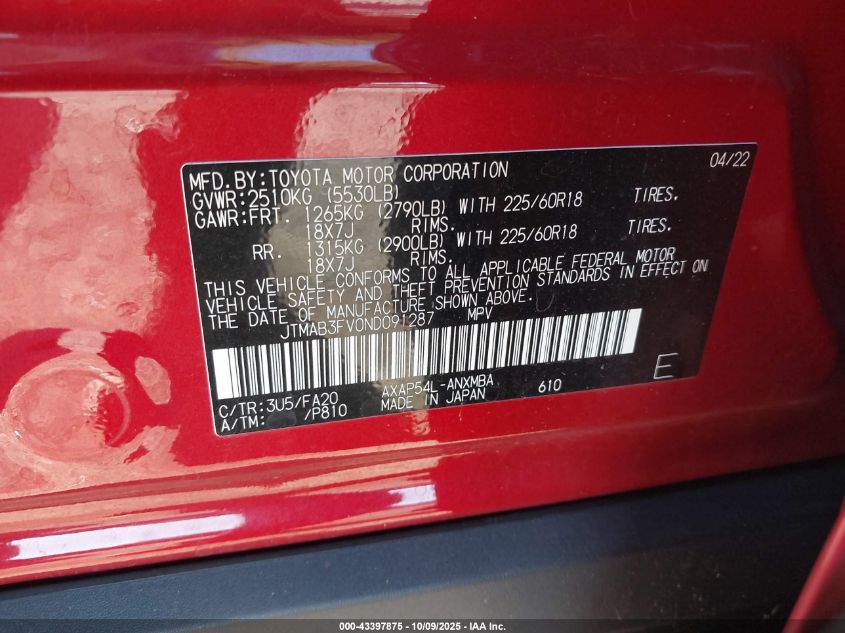 MFD.BY:TOYOTA MOTOR CORPORATION 04/22
GVWR:2510KG (5530LB)
GAWR:FRT. 1265KG (2790LB) WITH 225/60R18 TIRES.
18X7J RIMS.
RR. 1315KG (2900LB) WITH 225/60R18 TIRES.
18X7J RIMS.
THIS VEHICLE CONFORMS TO ALL APPLICABLE FEDERAL MOTOR
VEHICLE SAFETY AND THEFT PREVENTION STANDARDS IN EFFECT ON
THE DATE OF MANUFACTURE SHOWN ABOVE.
JTMAB3FV0ND091287 MPV
C/TR:3U5/FA20 AXAP54L-ANXMBA 610 E
A/TM: /P810 MADE IN JAPAN
000-43397875 - 10/09/2025 - IAA Inc.